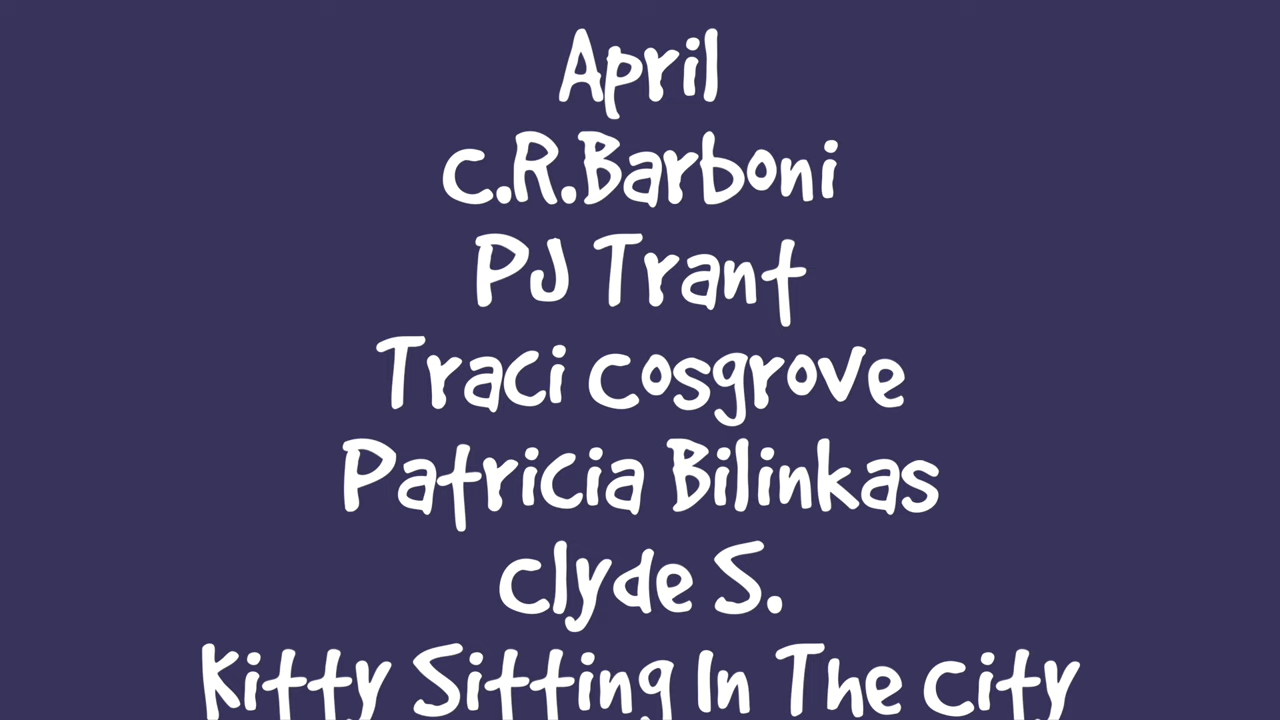 April
C.R.Barboni
PJ Trant
Traci Cosgrove
Patricia Bilinkas
Clyde S.
Kitty Sitting In The City